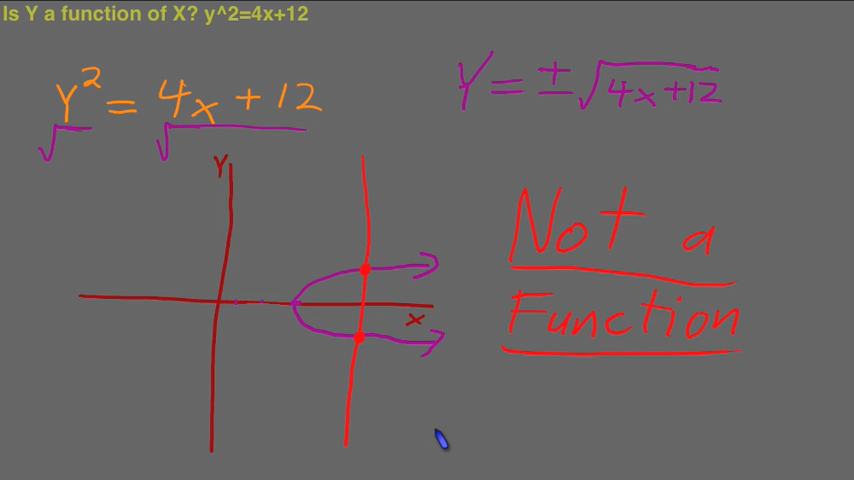 Is Y a function of X? y^2=4x+12
Y² = 4x + 12
√ √
Y = ± √4x+12
Y
x
Not a
Function